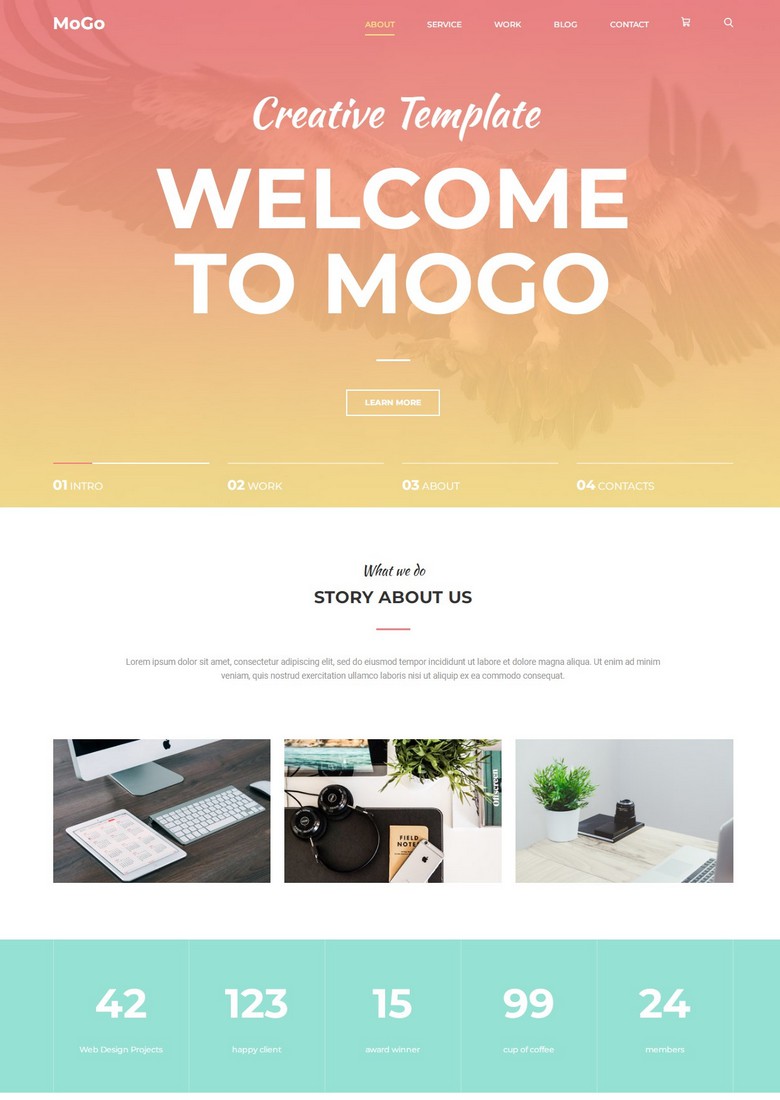 MoGo
ABOUT SERVICE WORK BLOG CONTACT
Creative Template
WELCOME
TO MOGO
LEARN MORE
01 INTRO
02 WORK
03 ABOUT
04 CONTACTS
What we do
STORY ABOUT US
Lorem ipsum dolor sit amet, consectetur adipiscing elit, sed do eiusmod tempor incididunt ut labore et dolore magna aliqua. Ut enim ad minim
veniam, quis nostrud exercitation ullamco laboris nisi ut aliquip ex ea commodo consequat.
Offscreen
FIELD
NOTES
42
Web Design Projects
123
happy client
15
award winner
99
cup of coffee
24
members